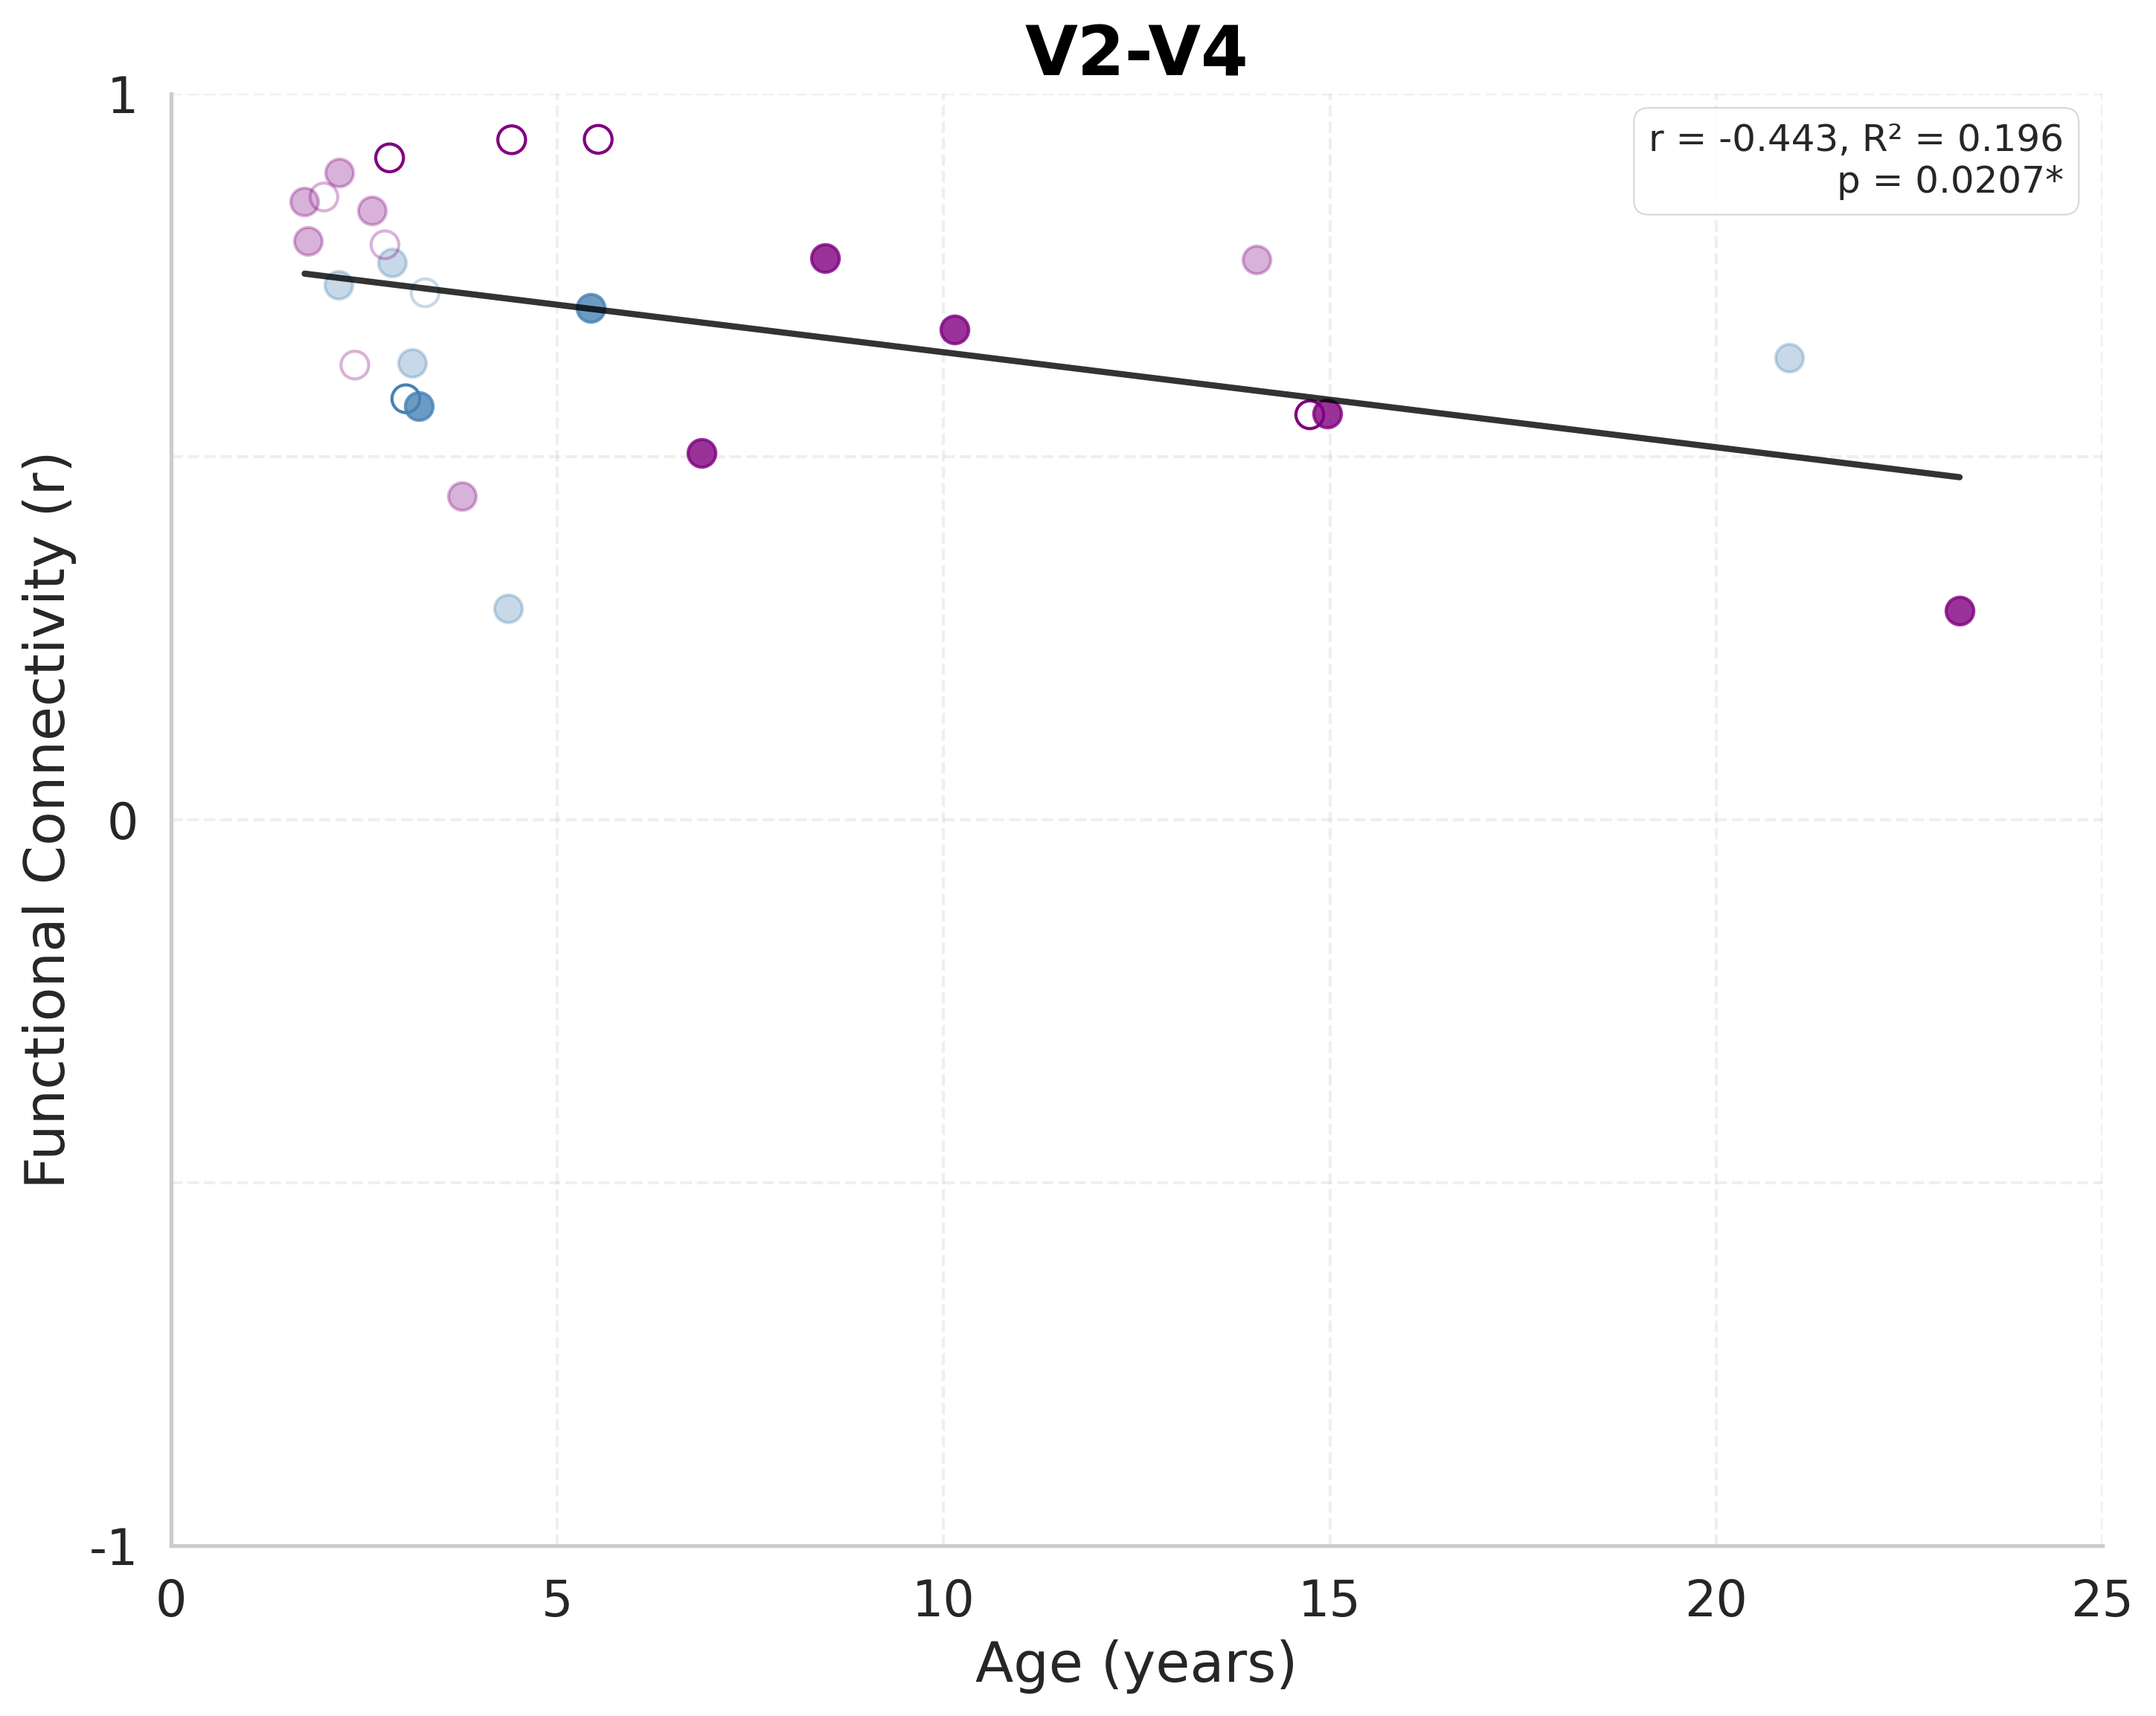 V2-V4
r = -0.443, R² = 0.196
p = 0.0207*
Functional Connectivity (r)
1
0
-1
0
5
10
15
20
25
Age (years)